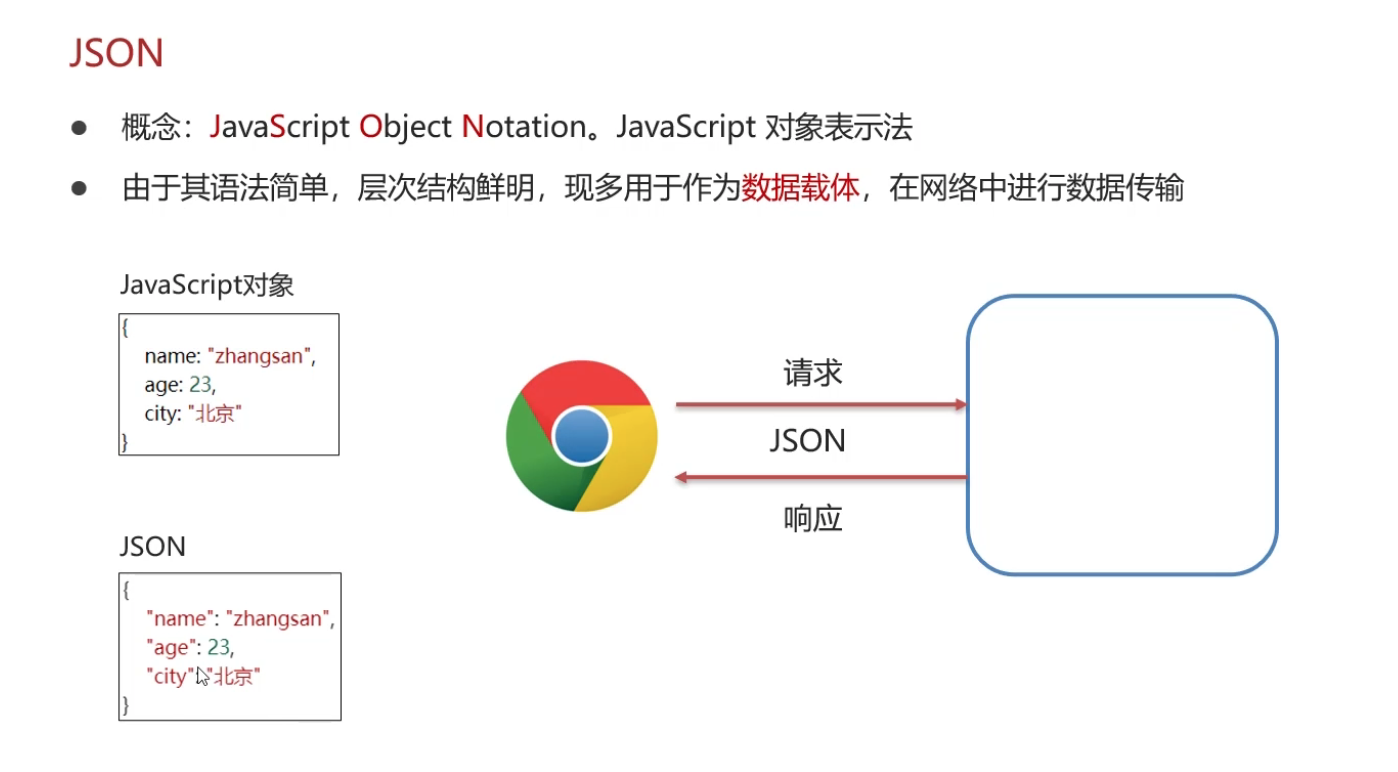 JSON
● 概念：JavaScript Object Notation。JavaScript 对象表示法
● 由于其语法简单，层次结构鲜明，现多用于作为数据载体，在网络中进行数据传输
JavaScript对象
{
name: "zhangsan",
age: 23,
city: "北京"
}
JSON
{
"name": "zhangsan",
"age": 23,
"city": "北京"
}
请求
JSON
响应